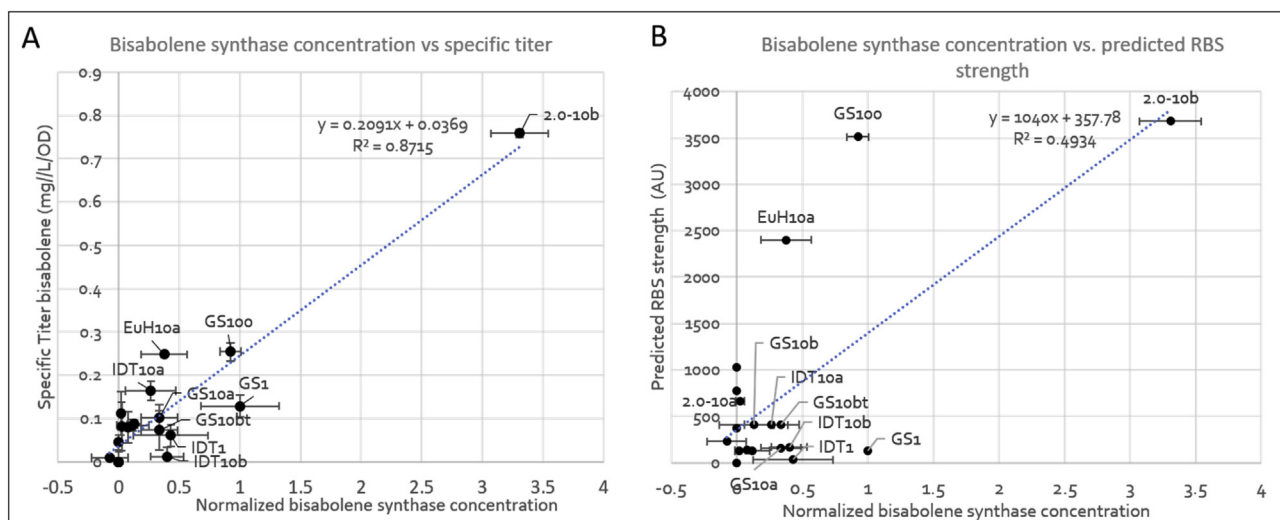 A
Bisabolene synthase concentration vs specific titer
0.9
0.8
0.7
0.6
0.5
0.4
0.3
0.2
0.1
0
Specific Titer bisabolene (mg//L/OD)
y = 0.2091x + 0.0369
R² = 0.8715
2.0-10b
EuH10a
GS100
IDT10a
GS10a
GS1
GS10bt
IDT1
IDT10b
-0.5 0 0.5 1 1.5 2 2.5 3 3.5 4
Normalized bisabolene synthase concentration
B
Bisabolene synthase concentration vs. predicted RBS
strength
4000
3500
3000
2500
2000
1500
1000
500
0
Predicted RBS strength (AU)
GS100
y = 1040x + 357.78
R² = 0.4934
2.0-10b
EuH10a
GS10b
IDT10a
2.0-10a
GS10bt
IDT10b
IDT1
GS1
GS10a
-0.5 0 0.5 1 1.5 2 2.5 3 3.5 4
Normalized bisabolene synthase concentration